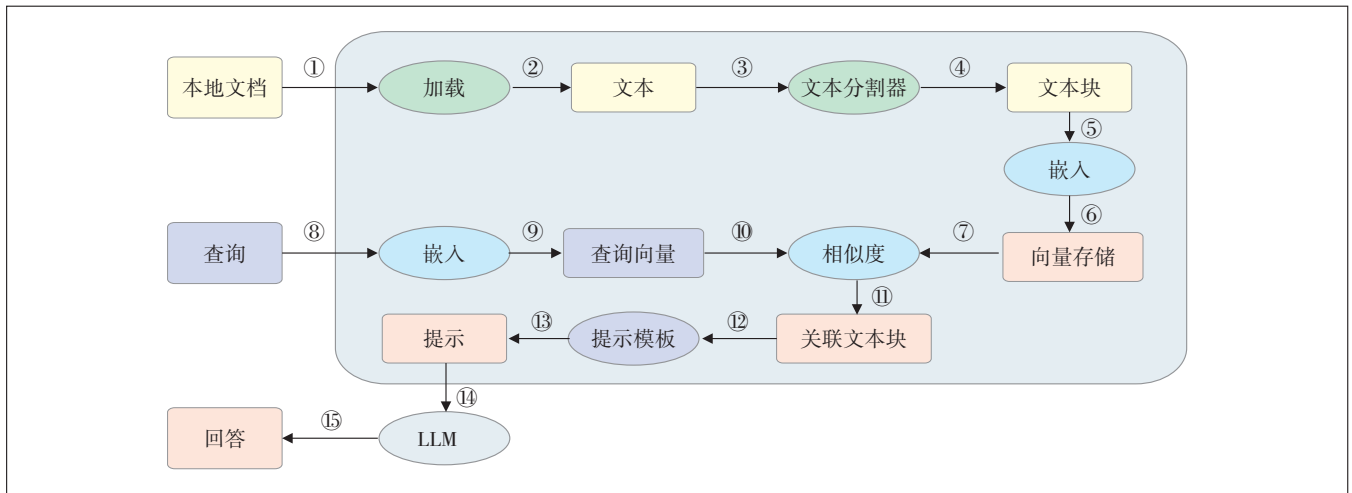 本地文档 ① 加载 ② 文本 ③ 文本分割器 ④ 文本块
⑤
嵌入
⑥
查询 ⑧ 嵌入 ⑨ 查询向量 ⑩ 相似度 ⑦ 向量存储
⑪
提示 ⑬ 提示模板 ⑫ 关联文本块
⑭
回答 ⑮ LLM